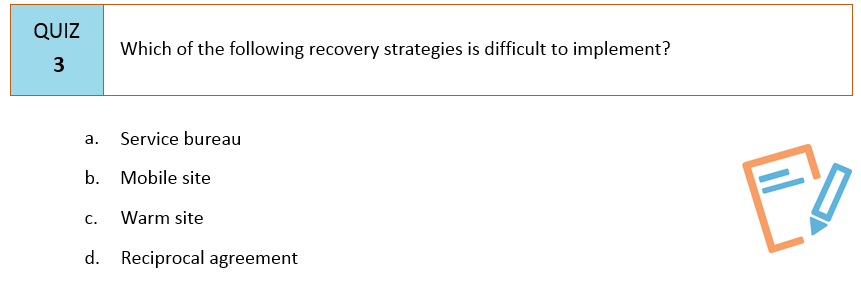 QUIZ
3
Which of the following recovery strategies is difficult to implement?
a. Service bureau
b. Mobile site
c. Warm site
d. Reciprocal agreement